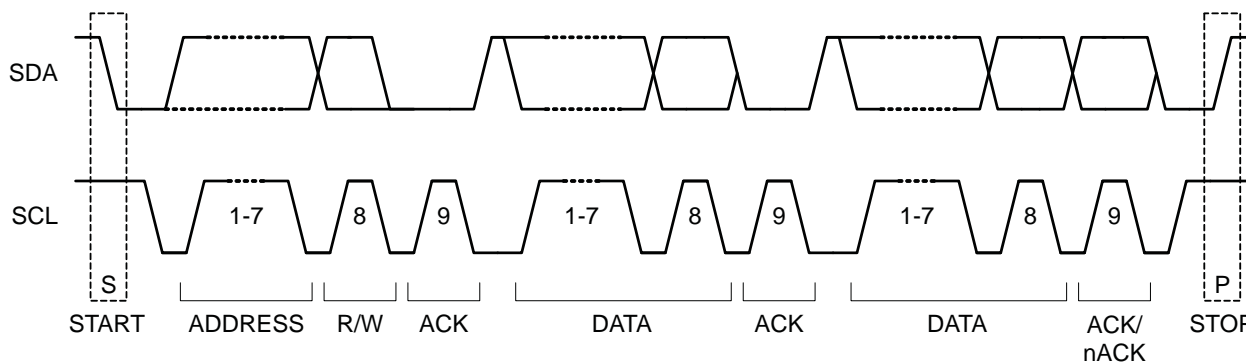 SDA
SCL
1-7
8
9
1-7
8
9
1-7
8
9
S
P
START
ADDRESS
R/W
ACK
DATA
ACK
DATA
ACK/
nACK
STOP